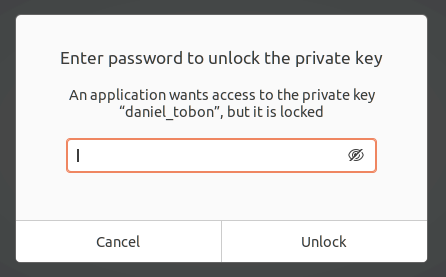 Enter password to unlock the private key
An application wants access to the private key
“daniel_tobon”, but it is locked
Cancel
Unlock